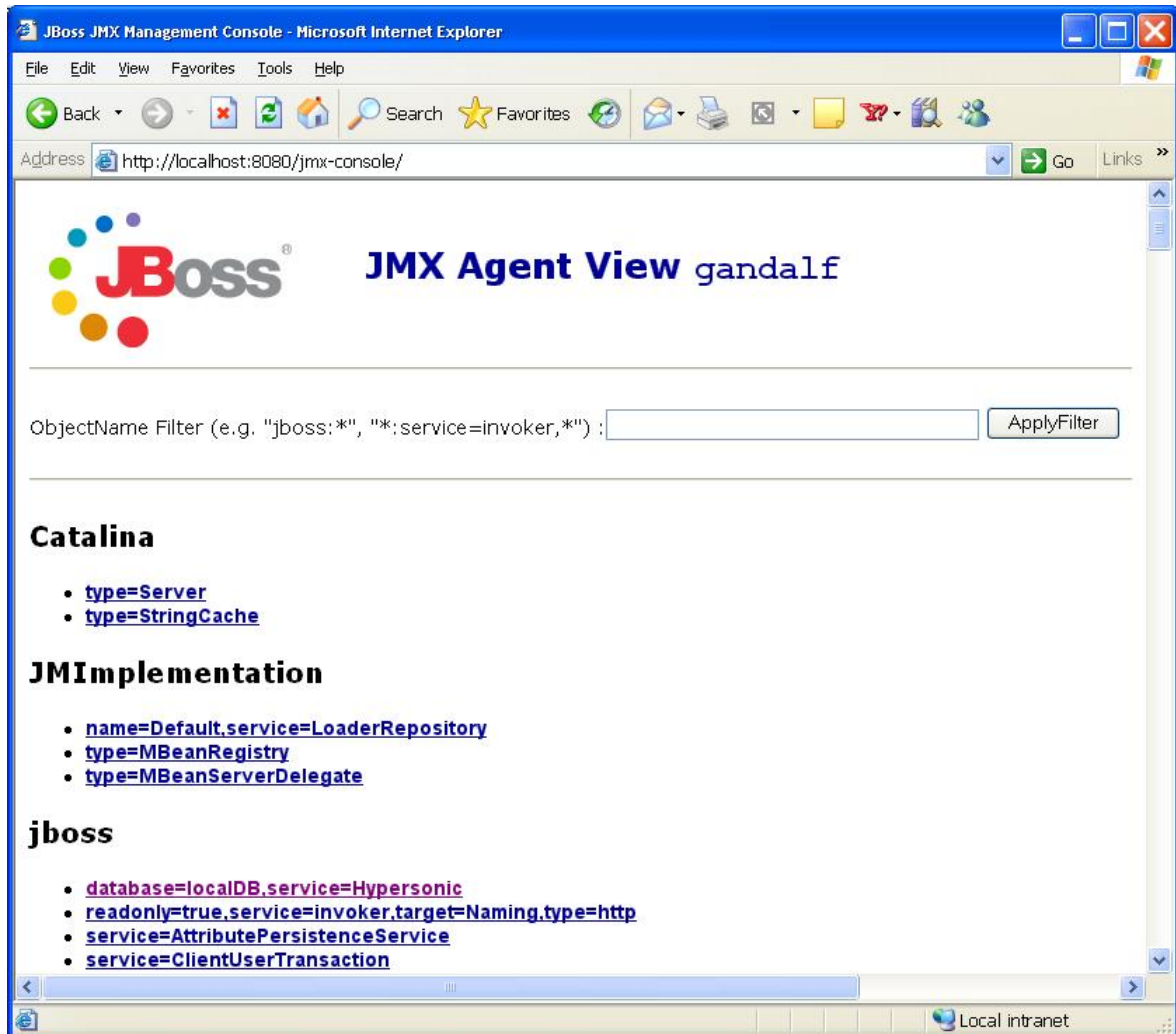 JBoss JMX Management Console - Microsoft Internet Explorer
File Edit View Favorites Tools Help
Back Search Favorites
Address http://localhost:8080/jmx-console/ Go Links »
JBoss® JMX Agent View gandalf
ObjectName Filter (e.g. "jboss:*", "*:service=invoker,*") : ApplyFilter
Catalina
• type=Server
• type=StringCache
JMImplementation
• name=Default,service=LoaderRepository
• type=MBeanRegistry
• type=MBeanServerDelegate
jboss
• database=localDB,service=Hypersonic
• readonly=true,service=invoker,target=Naming,type=http
• service=AttributePersistenceService
• service=ClientUserTransaction
Local intranet